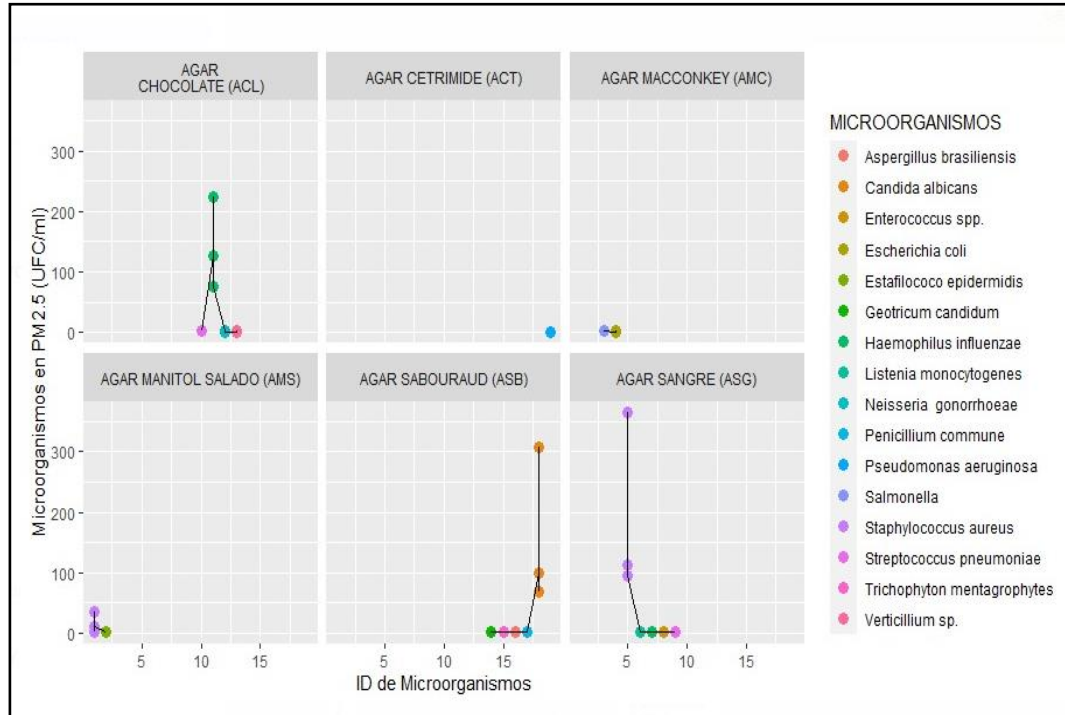 AGAR
CHOCOLATE (ACL)
AGAR CETRIMIDE (ACT)
AGAR MACCONKEY (AMC)
300
200
100
0
AGAR MANITOL SALADO (AMS)
AGAR SABOURAUD (ASB)
AGAR SANGRE (ASG)
300
200
100
0
5
10
15
5
10
15
5
10
15
Microorganismos en PM2.5 (UFC/ml)
ID de Microorganismos
MICROORGANISMOS
Aspergillus brasiliensis
Candida albicans
Enterococcus spp.
Escherichia coli
Estafilococo epidermidis
Geotricum candidum
Haemophilus influenzae
Listenia monocytogenes
Neisseria gonorrhoeae
Penicillium commune
Pseudomonas aeruginosa
Salmonella
Staphylococcus aureus
Streptococcus pneumoniae
Trichophyton mentagrophytes
Verticillium sp.